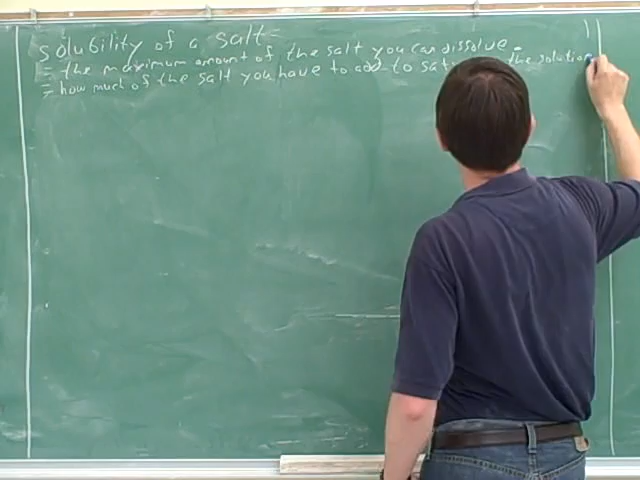 solubility of a salt=
= the maximum amount of the salt you can dissolve.
= how much of the salt you have to add to the solution